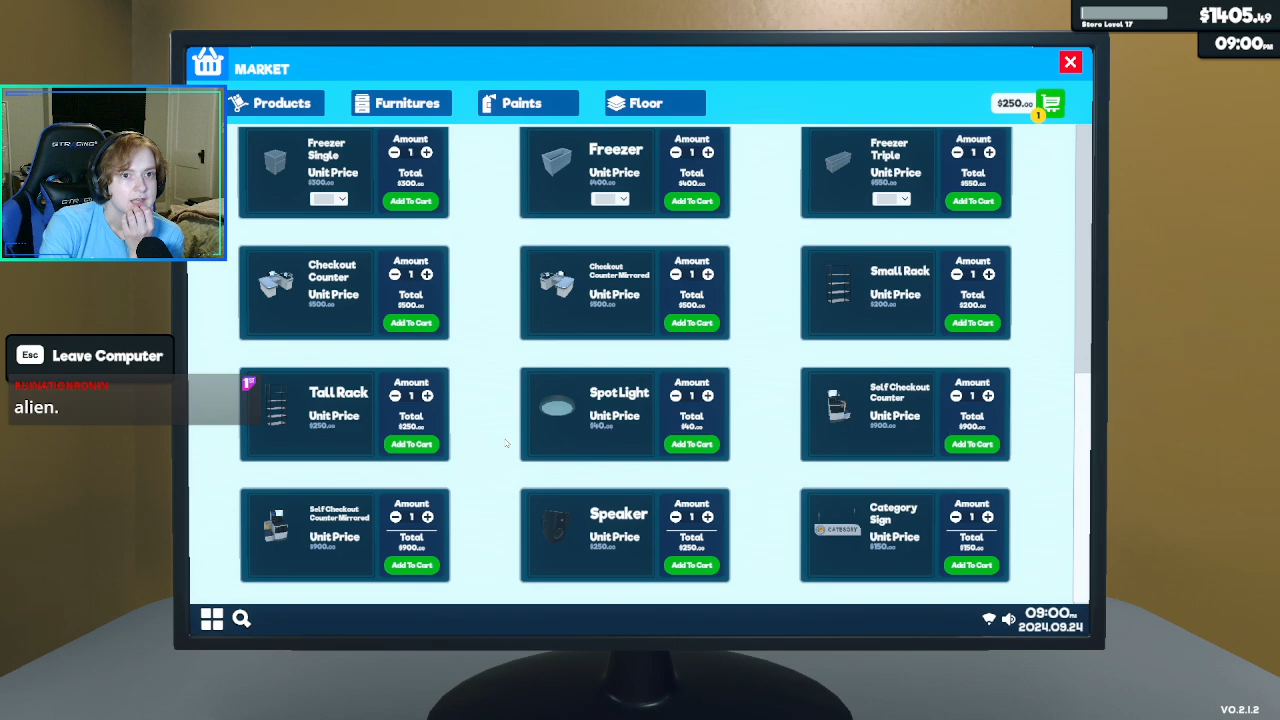 $1405.49
Store Level 17
09:00PM
MARKET
Products
Furnitures
Paints
Floor
$250.00
1
Freezer Single
Unit Price
$300.00
Amount
1
Total
$300.00
Add To Cart
Freezer
Unit Price
$400.00
Amount
1
Total
$400.00
Add To Cart
Freezer Triple
Unit Price
$550.00
Amount
1
Total
$550.00
Add To Cart
Checkout Counter
Unit Price
$500.00
Amount
1
Total
$500.00
Add To Cart
Checkout Counter Mirrored
Unit Price
$500.00
Amount
1
Total
$500.00
Add To Cart
Small Rack
Unit Price
$200.00
Amount
1
Total
$200.00
Add To Cart
Esc Leave Computer
alien.
Tall Rack
Unit Price
$250.00
Amount
1
Total
$250.00
Add To Cart
Spot Light
Unit Price
$40.00
Amount
1
Total
$40.00
Add To Cart
Self Checkout Counter
Unit Price
$900.00
Amount
1
Total
$900.00
Add To Cart
Self Checkout Counter Mirrored
Unit Price
$900.00
Amount
1
Total
$900.00
Add To Cart
Speaker
Unit Price
$250.00
Amount
1
Total
$250.00
Add To Cart
CATEGORY
Category Sign
Unit Price
$150.00
Amount
1
Total
$150.00
Add To Cart
09:00PM
2024.09.24
V0.2.1.2